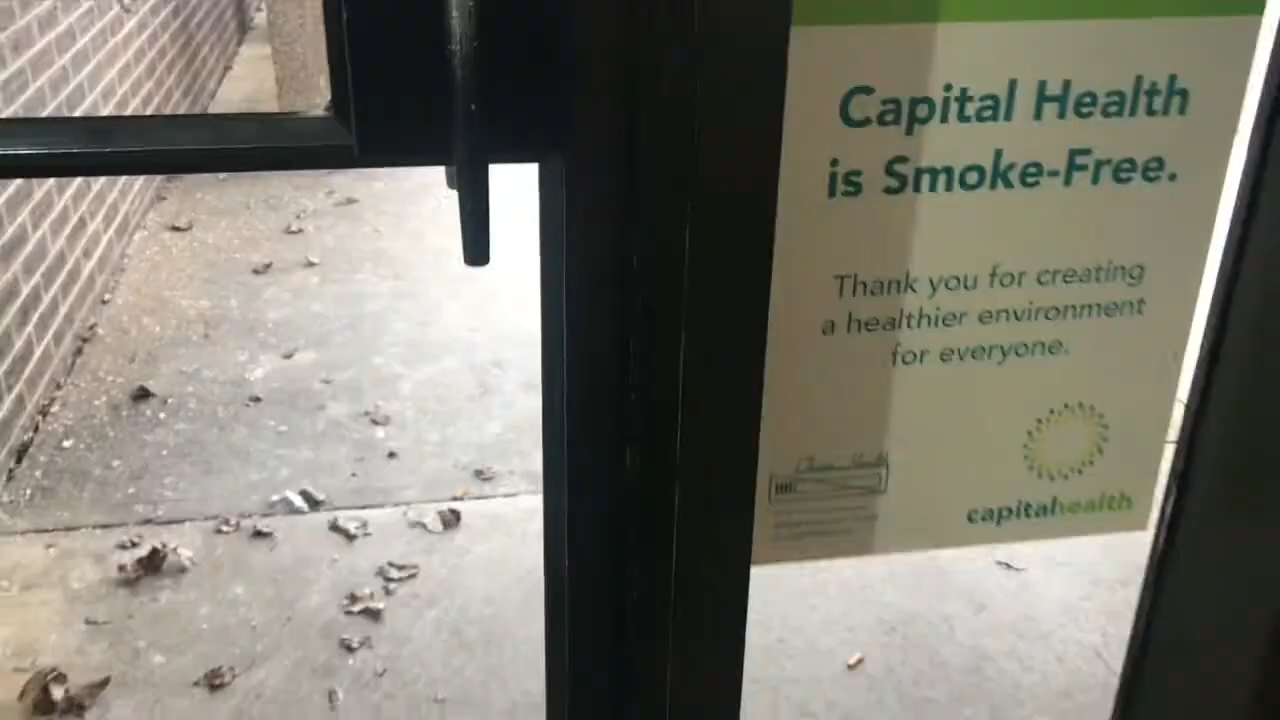 Capital Health
is Smoke-Free.
Thank you for creating
a healthier environment
for everyone.
capitalhealth